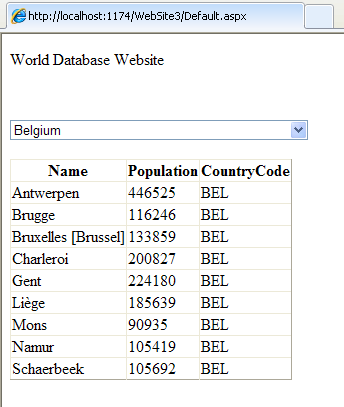 http://localhost:1174/WebSite3/Default.aspx
World Database Website
Belgium
Name Population CountryCode
Antwerpen 446525 BEL
Brugge 116246 BEL
Bruxelles [Brussel] 133859 BEL
Charleroi 200827 BEL
Gent 224180 BEL
Liège 185639 BEL
Mons 90935 BEL
Namur 105419 BEL
Schaerbeek 105692 BEL